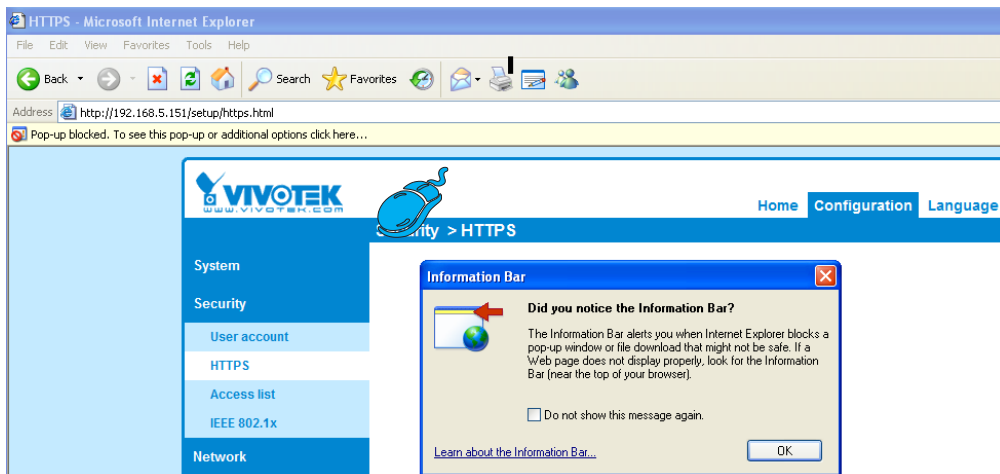 HTTPS - Microsoft Internet Explorer
File Edit View Favorites Tools Help
Back Search Favorites
Address http://192.168.5.151/setup/https.html
Pop-up blocked. To see this pop-up or additional options click here...
VIVOTEK
WWW.VIVOTEK.COM
Home Configuration Language
>HTTPS
System
Security
User account
HTTPS
Access list
IEEE 802.1x
Network
Information Bar
Did you notice the Information Bar?
The Information Bar alerts you when Internet Explorer blocks a
pop-up window or file download that might not be safe. If a
Web page does not display properly, look for the Information
Bar (near the top of your browser).
Do not show this message again.
Learn about the Information Bar...
OK